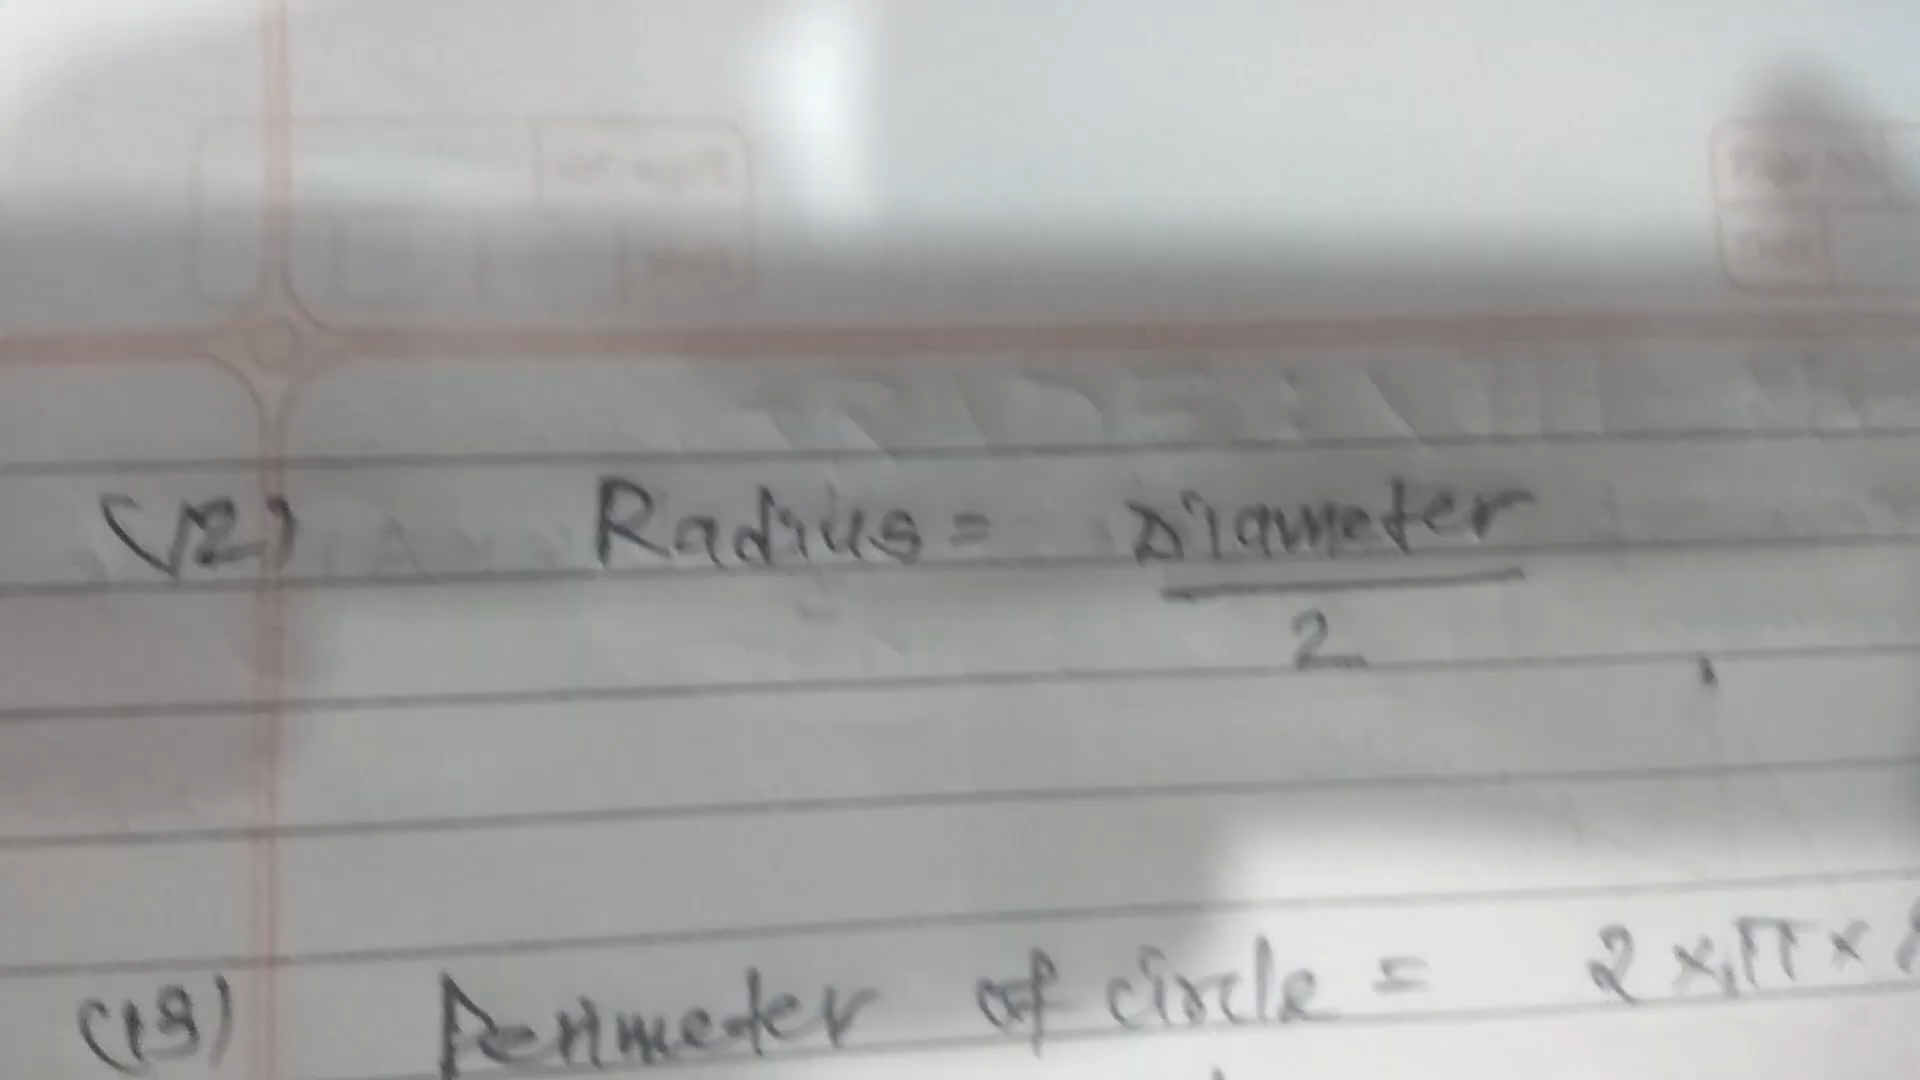 (12) Radius = Diameter
2
(13) Perimeter of circle = 2 × π ×